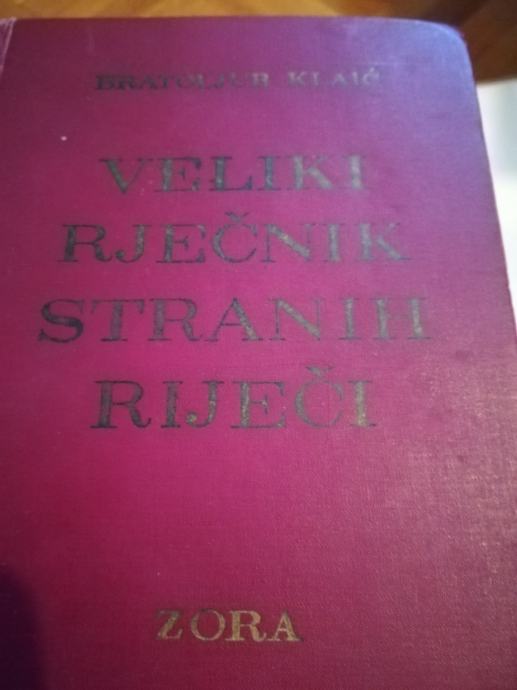 BRATOLJUB KLAIĆ
VELIKI
RJEČNIK
STRANIH
RIJEČI
ZORA